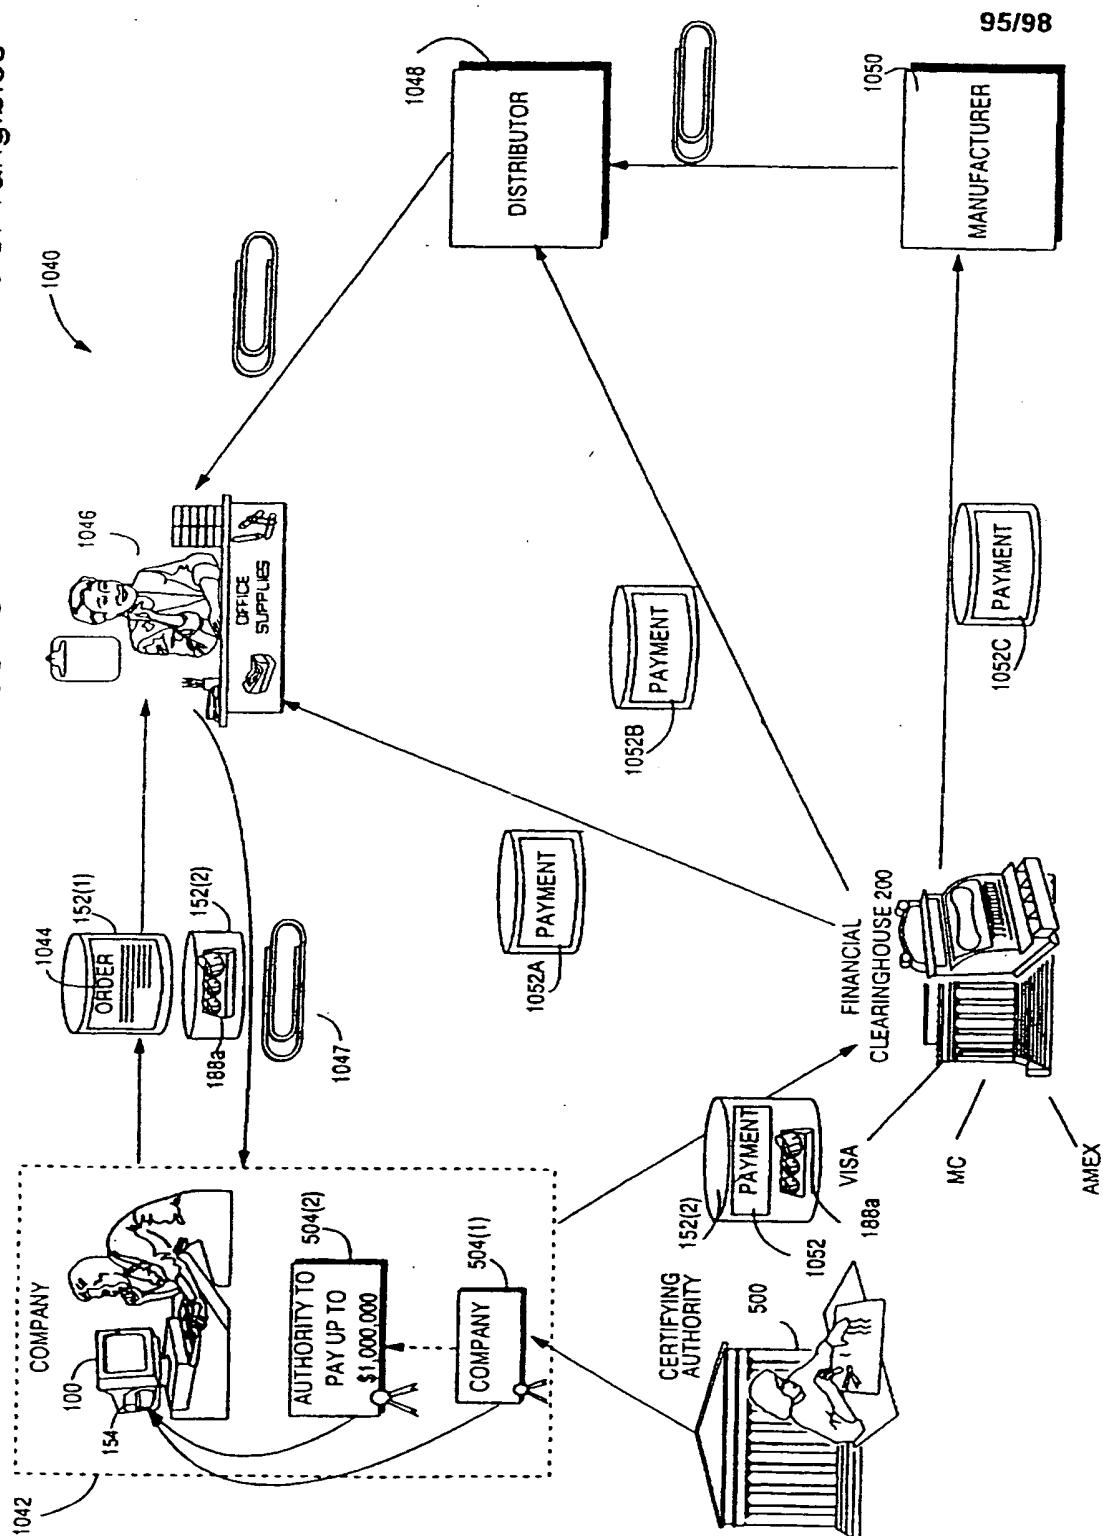 95/98
1040
COMPANY
100
154
1042
AUTHORITY TO
PAY UP TO
$1,000,000
504(2)
COMPANY
504(1)
1044
ORDER
152(1)
152(2)
188a
1047
1046
OFFICE
SUPPLIES
1048
DISTRIBUTOR
1050
MANUFACTURER
PAYMENT
1052A
PAYMENT
1052B
PAYMENT
1052C
FINANCIAL
CLEARINGHOUSE 200
152(2)
PAYMENT
1052
188a
VISA
MC
AMEX
CERTIFYING
AUTHORITY
500